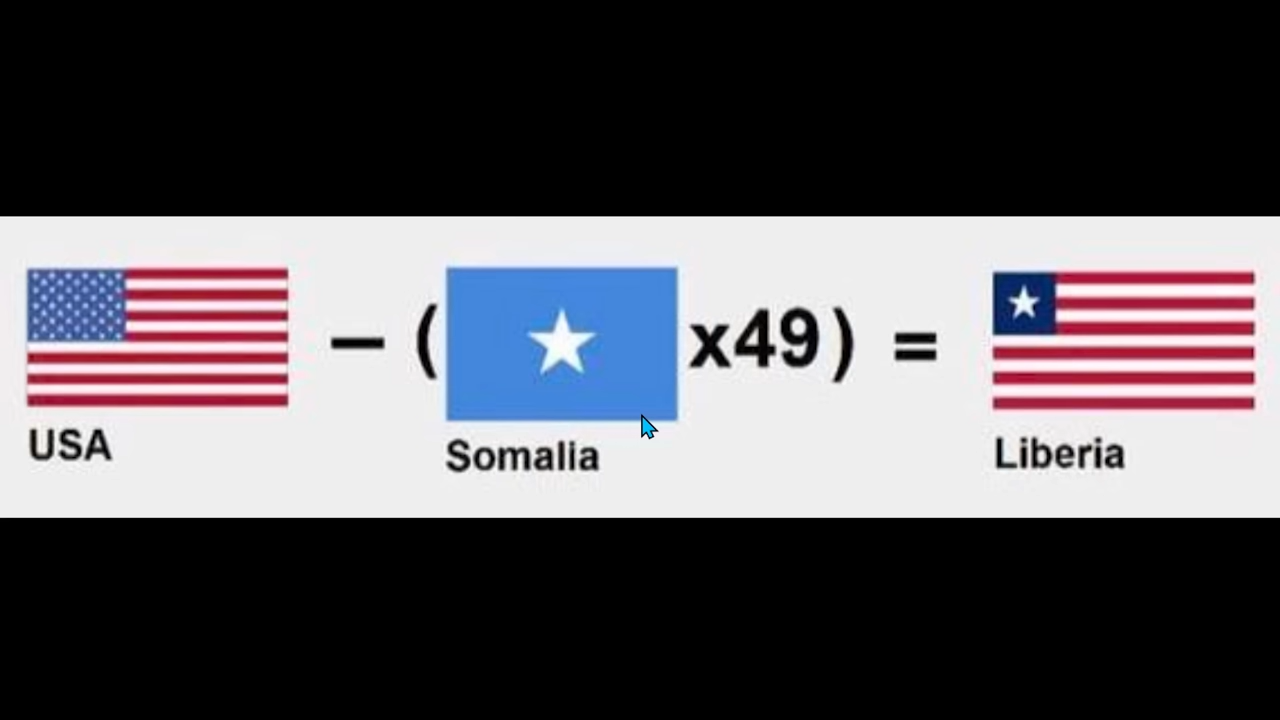 – ( x49) =
USA
Somalia
Liberia